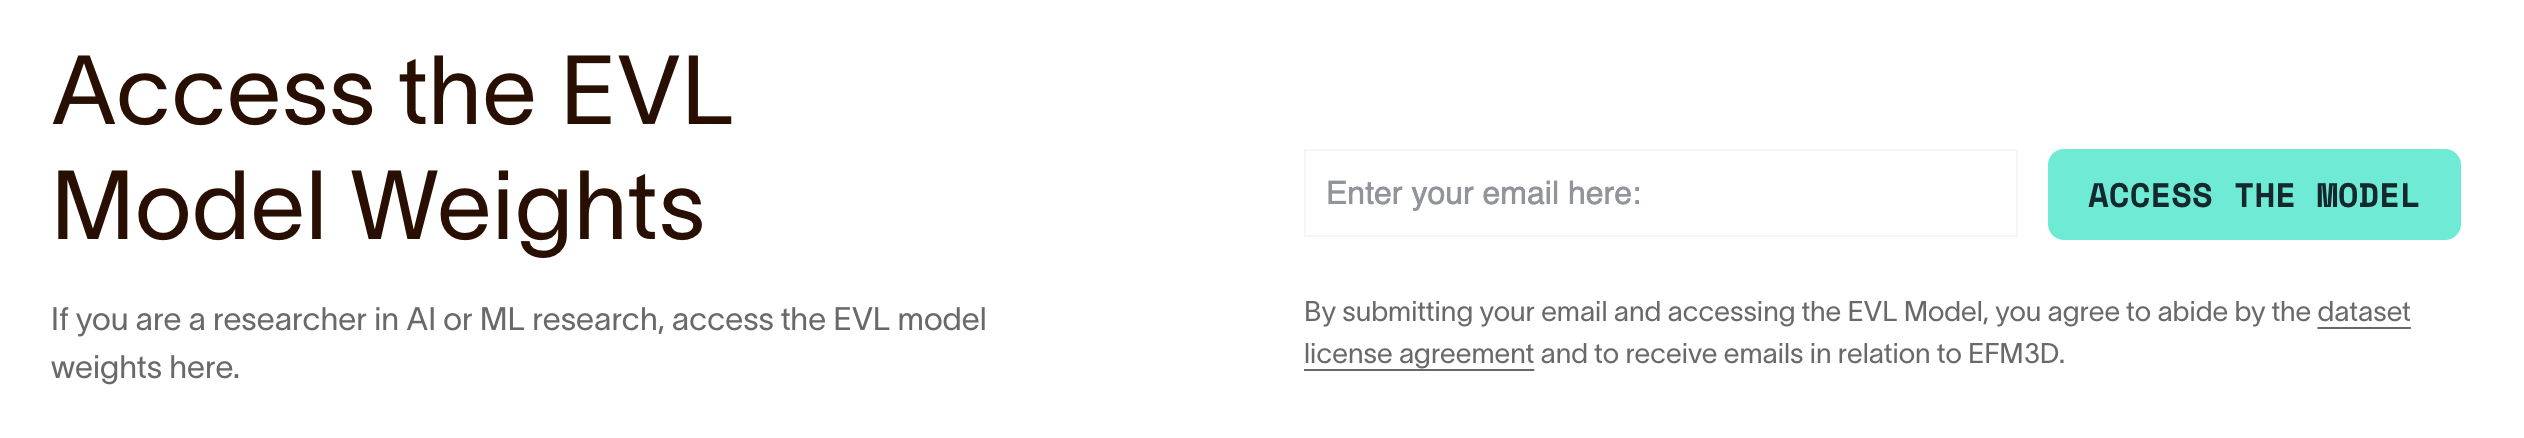 Access the EVL
Model Weights
If you are a researcher in AI or ML research, access the EVL model
weights here.
Enter your email here:
ACCESS THE MODEL
By submitting your email and accessing the EVL Model, you agree to abide by the dataset
license agreement and to receive emails in relation to EFM3D.